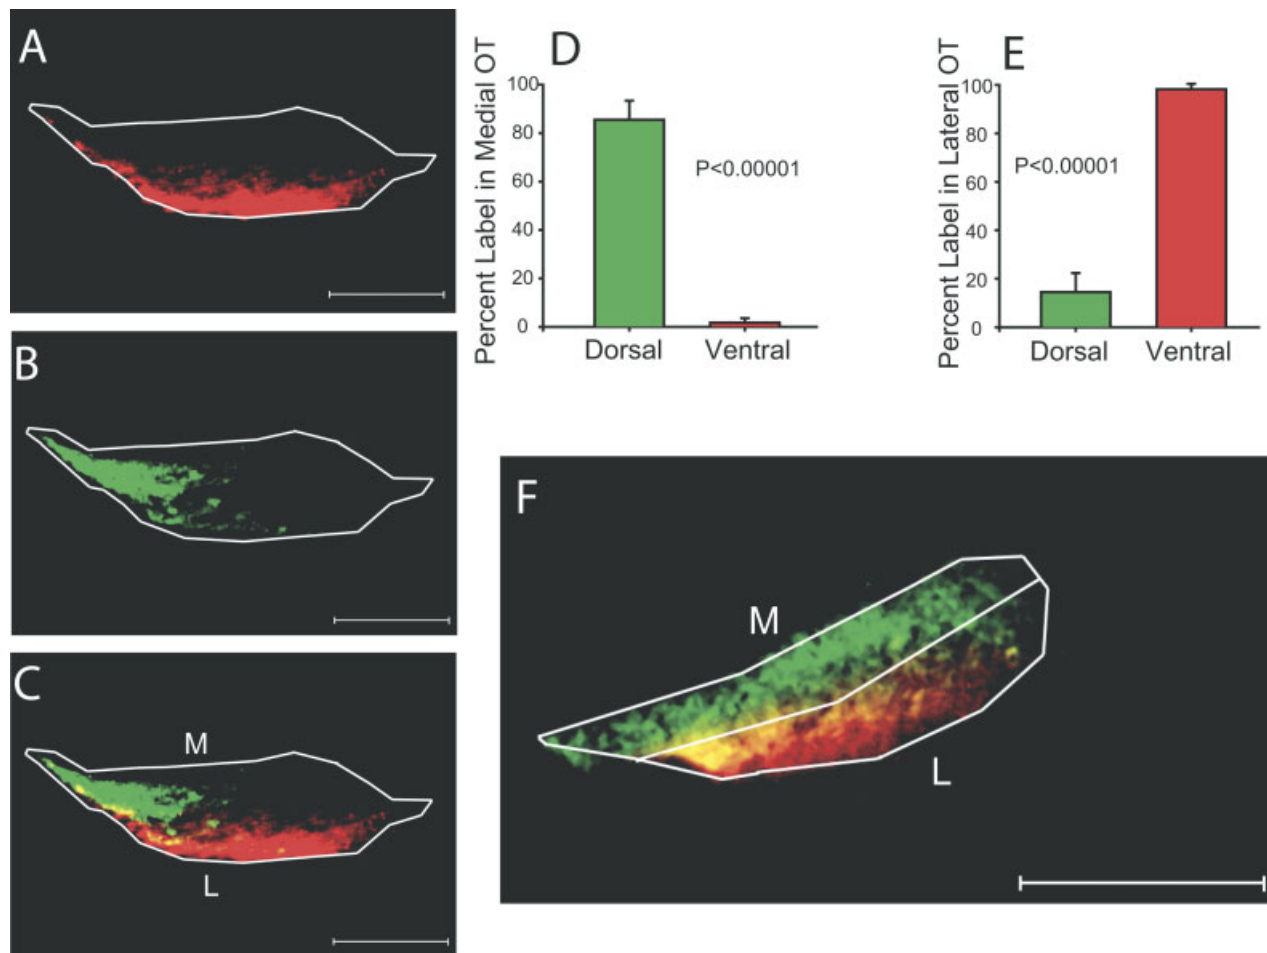 A
B
C
M
L
D
Percent Label in Medial OT
100
80
60
40
20
0
P<0.00001
Dorsal
Ventral
E
Percent Label in Lateral OT
100
80
60
40
20
0
P<0.00001
Dorsal
Ventral
F
M
L